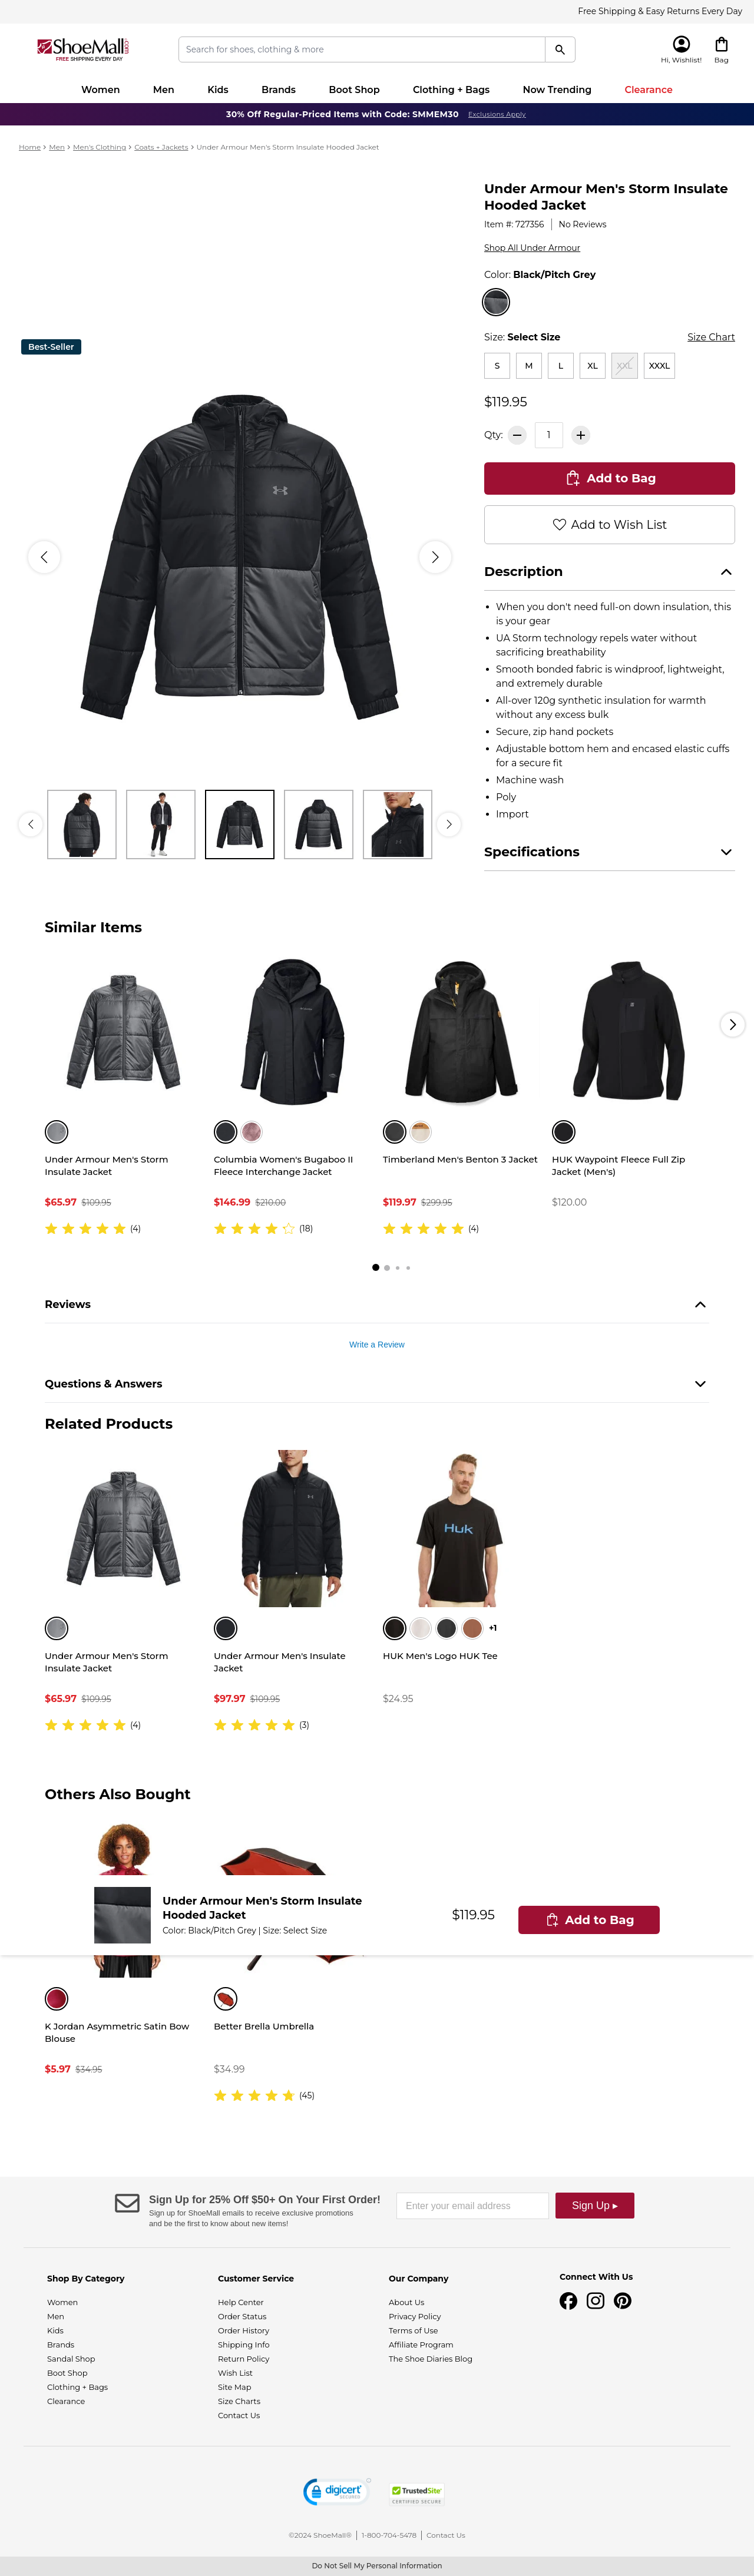 Free Shipping & Easy Returns Every Day
ShoeMall.com
FREE SHIPPING EVERY DAY
Search for shoes, clothing & more
Hi, Wishlist!
Bag
Women
Men
Kids
Brands
Boot Shop
Clothing + Bags
Now Trending
Clearance
30% Off Regular-Priced Items with Code: SMMEM30 Exclusions Apply
Home > Men > Men's Clothing > Coats + Jackets > Under Armour Men's Storm Insulate Hooded Jacket
Best-Seller
Under Armour Men's Storm Insulate
Hooded Jacket
Item #: 727356 | No Reviews
Shop All Under Armour
Color: Black/Pitch Grey
Size: Select Size
Size Chart
S
M
L
XL
XXL
XXXL
$119.95
Qty: − 1 +
Add to Bag
Add to Wish List
Description
• When you don't need full-on down insulation, this
is your gear
• UA Storm technology repels water without
sacrificing breathability
• Smooth bonded fabric is windproof, lightweight,
and extremely durable
• All-over 120g synthetic insulation for warmth
without any excess bulk
• Secure, zip hand pockets
• Adjustable bottom hem and encased elastic cuffs
for a secure fit
• Machine wash
• Poly
• Import
Specifications
Similar Items
Under Armour Men's Storm
Insulate Jacket
$65.97 $109.95
(4)
Columbia Women's Bugaboo II
Fleece Interchange Jacket
$146.99 $210.00
(18)
Timberland Men's Benton 3 Jacket
$119.97 $299.95
(4)
HUK Waypoint Fleece Full Zip
Jacket (Men's)
$120.00
Reviews
Write a Review
Questions & Answers
Related Products
Under Armour Men's Storm
Insulate Jacket
$65.97 $109.95
(4)
Under Armour Men's Insulate
Jacket
$97.97 $109.95
(3)
Huk
+1
HUK Men's Logo HUK Tee
$24.95
Others Also Bought
Under Armour Men's Storm Insulate
Hooded Jacket
Color: Black/Pitch Grey | Size: Select Size
$119.95
Add to Bag
K Jordan Asymmetric Satin Bow
Blouse
$5.97 $34.95
Better Brella Umbrella
$34.99
(45)
Sign Up for 25% Off $50+ On Your First Order!
Sign up for ShoeMall emails to receive exclusive promotions
and be the first to know about new items!
Enter your email address
Sign Up ▸
Shop By Category
Women
Men
Kids
Brands
Sandal Shop
Boot Shop
Clothing + Bags
Clearance
Customer Service
Help Center
Order Status
Order History
Shipping Info
Return Policy
Wish List
Site Map
Size Charts
Contact Us
Our Company
About Us
Privacy Policy
Terms of Use
Affiliate Program
The Shoe Diaries Blog
Connect With Us
digicert
SECURED
TrustedSite
CERTIFIED SECURE
©2024 ShoeMall® | 1-800-704-5478 | Contact Us
Do Not Sell My Personal Information